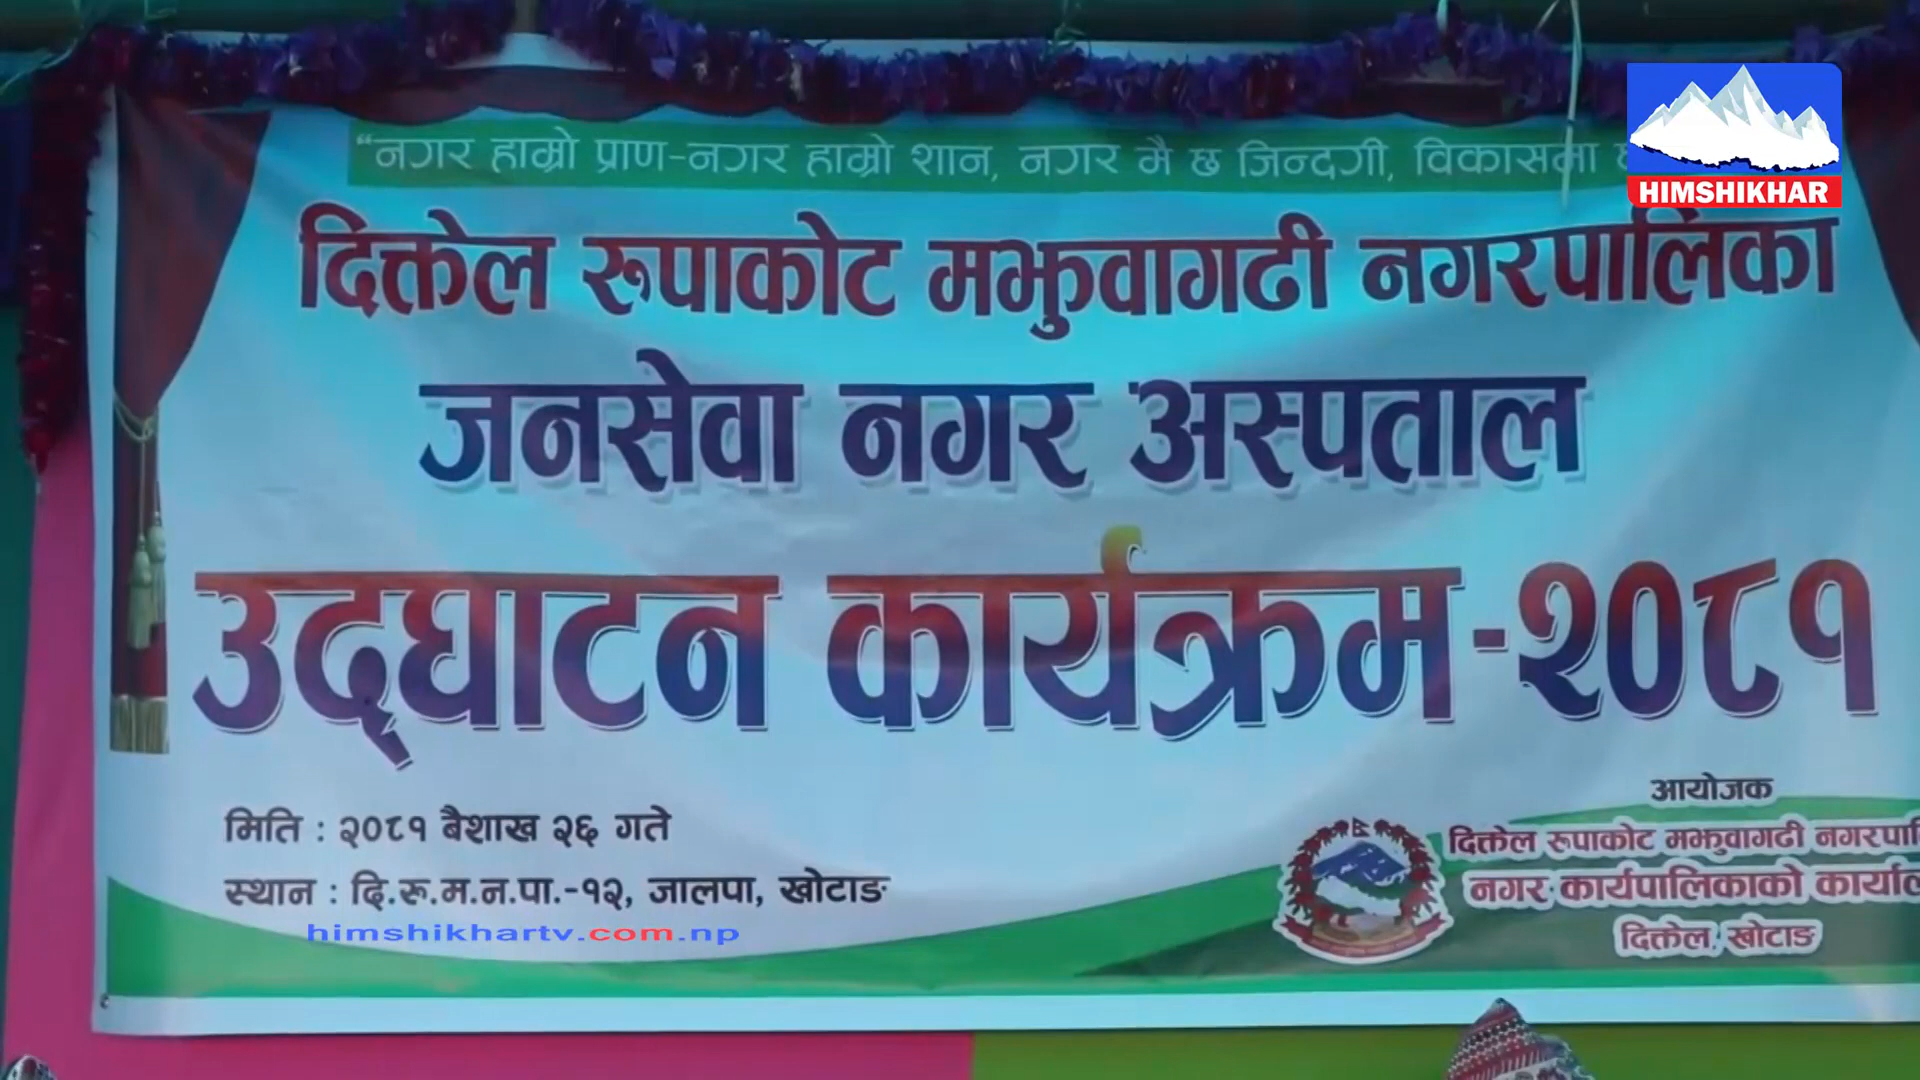 “नगर हाम्रो प्राण-नगर हाम्रो शान, नगर मै छ जिन्दगी, विकासमा
HIMSHIKHAR
दिक्तेल रुपाकोट मझुवागढी नगरपालिका
जनसेवा नगर अस्पताल
उद्‌घाटन कार्यक्रम-२०८१
मिति : २०८१ बैशाख २६ गते
स्थान : दि.रू.म.न.पा.-१२, जालपा, खोटाङ
himshikhartv.com.np
आयोजक
दिक्तेल रुपाकोट मझुवागढी
नगर कार्यपालिकाको
दिक्तेल, खोटाङ